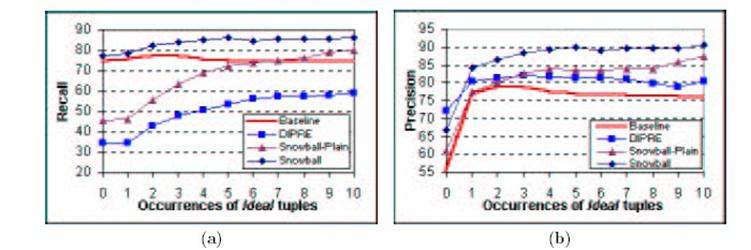 Recall
90
80
70
60
50
40
30
20
0 1 2 3 4 5 6 7 8 9 10
Occurrences of Ideal tuples
Baseline
DIPRE
Snowball-Plain
Snowball
(a)
Precision
95
90
85
80
75
70
65
60
55
0 1 2 3 4 5 6 7 8 9 10
Occurrences of Ideal tuples
Baseline
DIPRE
Snowball-Plain
Snowball
(b)